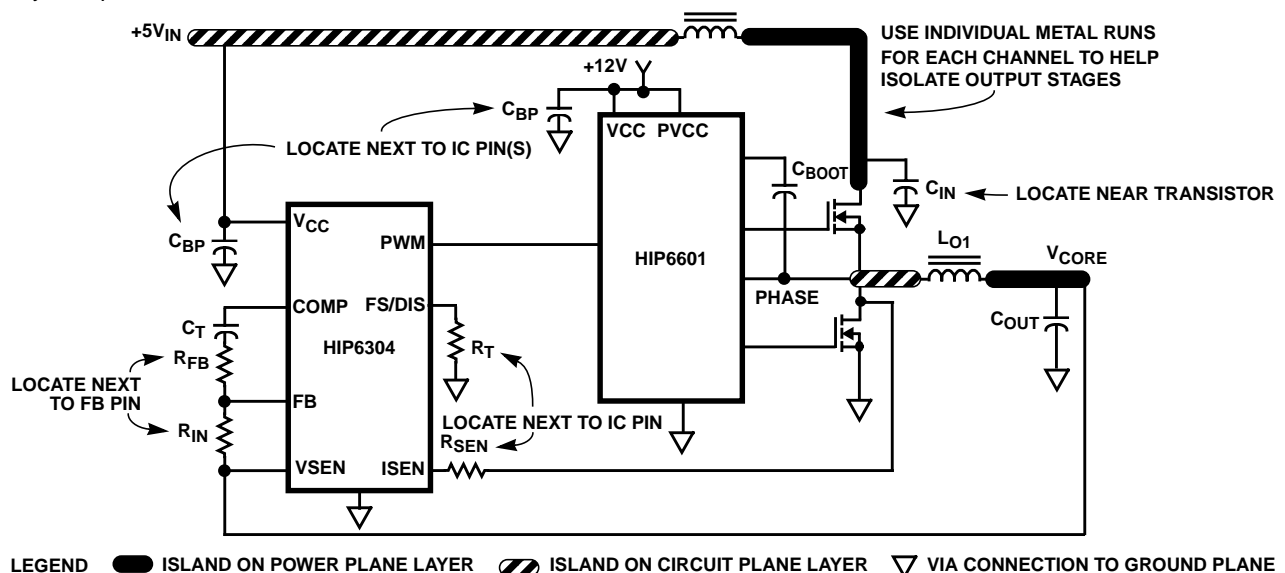 +5VIN
USE INDIVIDUAL METAL RUNS
FOR EACH CHANNEL TO HELP
ISOLATE OUTPUT STAGES
+12V
CBP
VCC PVCC
LOCATE NEXT TO IC PIN(S)
CBOOT
CIN
LOCATE NEAR TRANSISTOR
VCC
CBP
PWM
HIP6601
LO1
VCORE
PHASE
COMP
FS/DIS
CT
HIP6304
RT
COUT
RFB
LOCATE NEXT
TO FB PIN
FB
RIN
LOCATE NEXT TO IC PIN
RSEN
VSEN
ISEN
LEGEND ISLAND ON POWER PLANE LAYER ISLAND ON CIRCUIT PLANE LAYER VIA CONNECTION TO GROUND PLANE